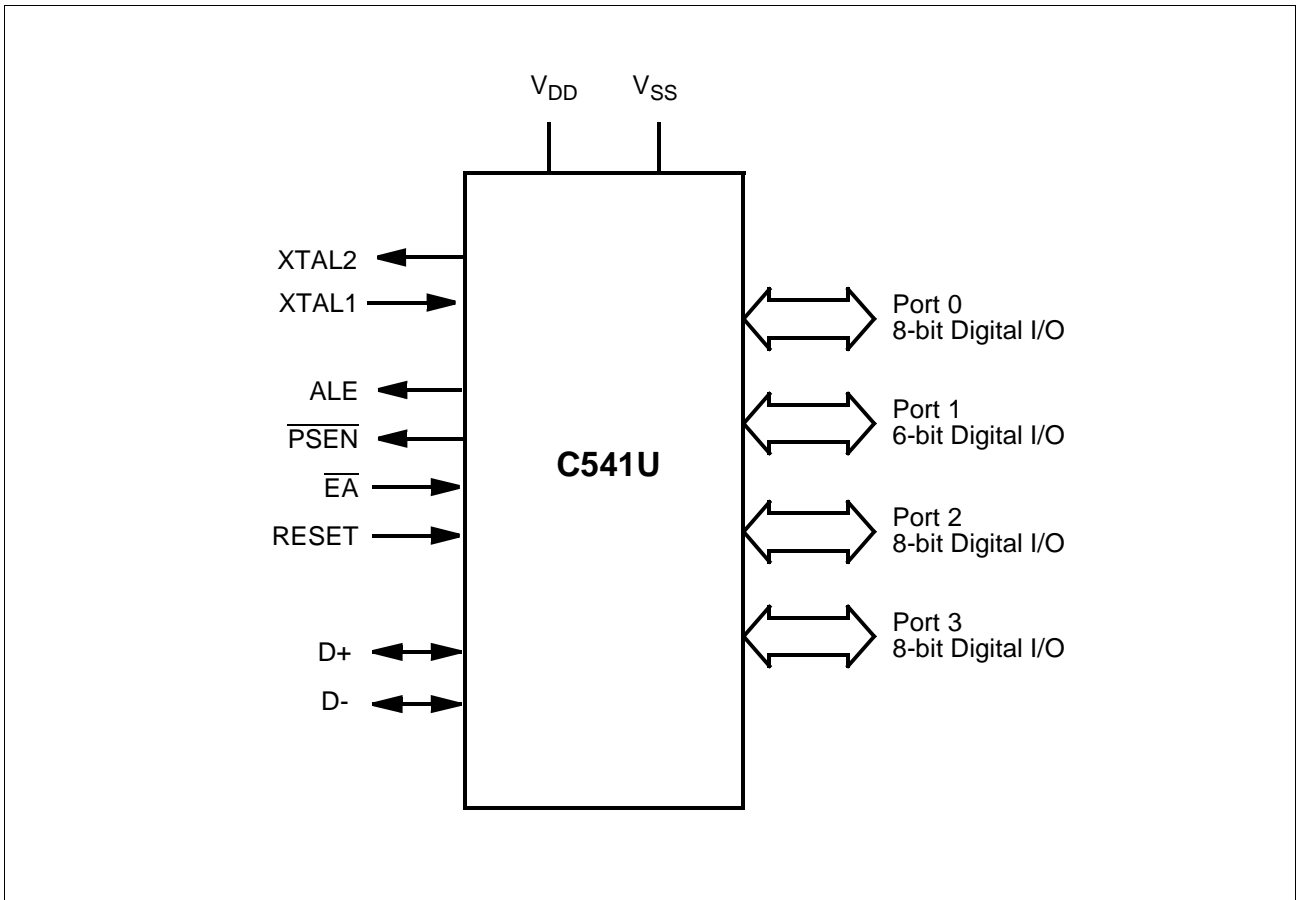 VDD VSS
XTAL2
XTAL1
ALE
PSEN
EA
RESET
D+
D-
C541U
Port 0
8-bit Digital I/O
Port 1
6-bit Digital I/O
Port 2
8-bit Digital I/O
Port 3
8-bit Digital I/O